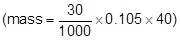 (mass = 30/1000 × 0.105 × 40)